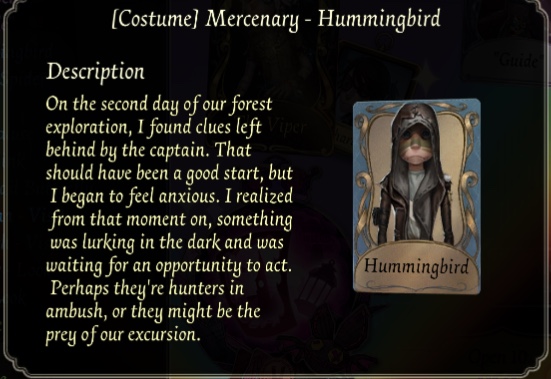 [Costume] Mercenary - Hummingbird
"Guide"
Description
On the second day of our forest
exploration, I found clues left
behind by the captain. That
should have been a good start, but
I began to feel anxious. I realized
from that moment on, something
was lurking in the dark and was
waiting for an opportunity to act.
Perhaps they're hunters in
ambush, or they might be the
prey of our excursion.
Viper
Hummingbird